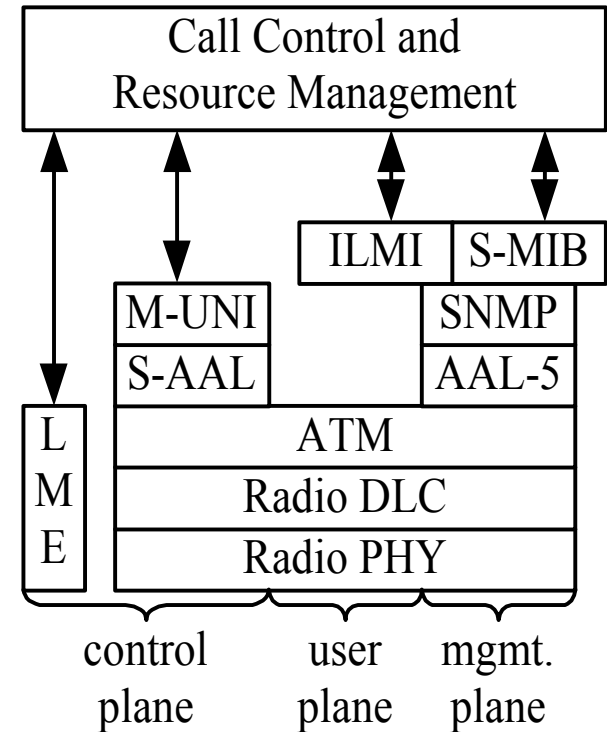 Call Control and
Resource Management
ILMI S-MIB
M-UNI SNMP
S-AAL AAL-5
L
M
E
ATM
Radio DLC
Radio PHY
control
plane
user
plane
mgmt.
plane